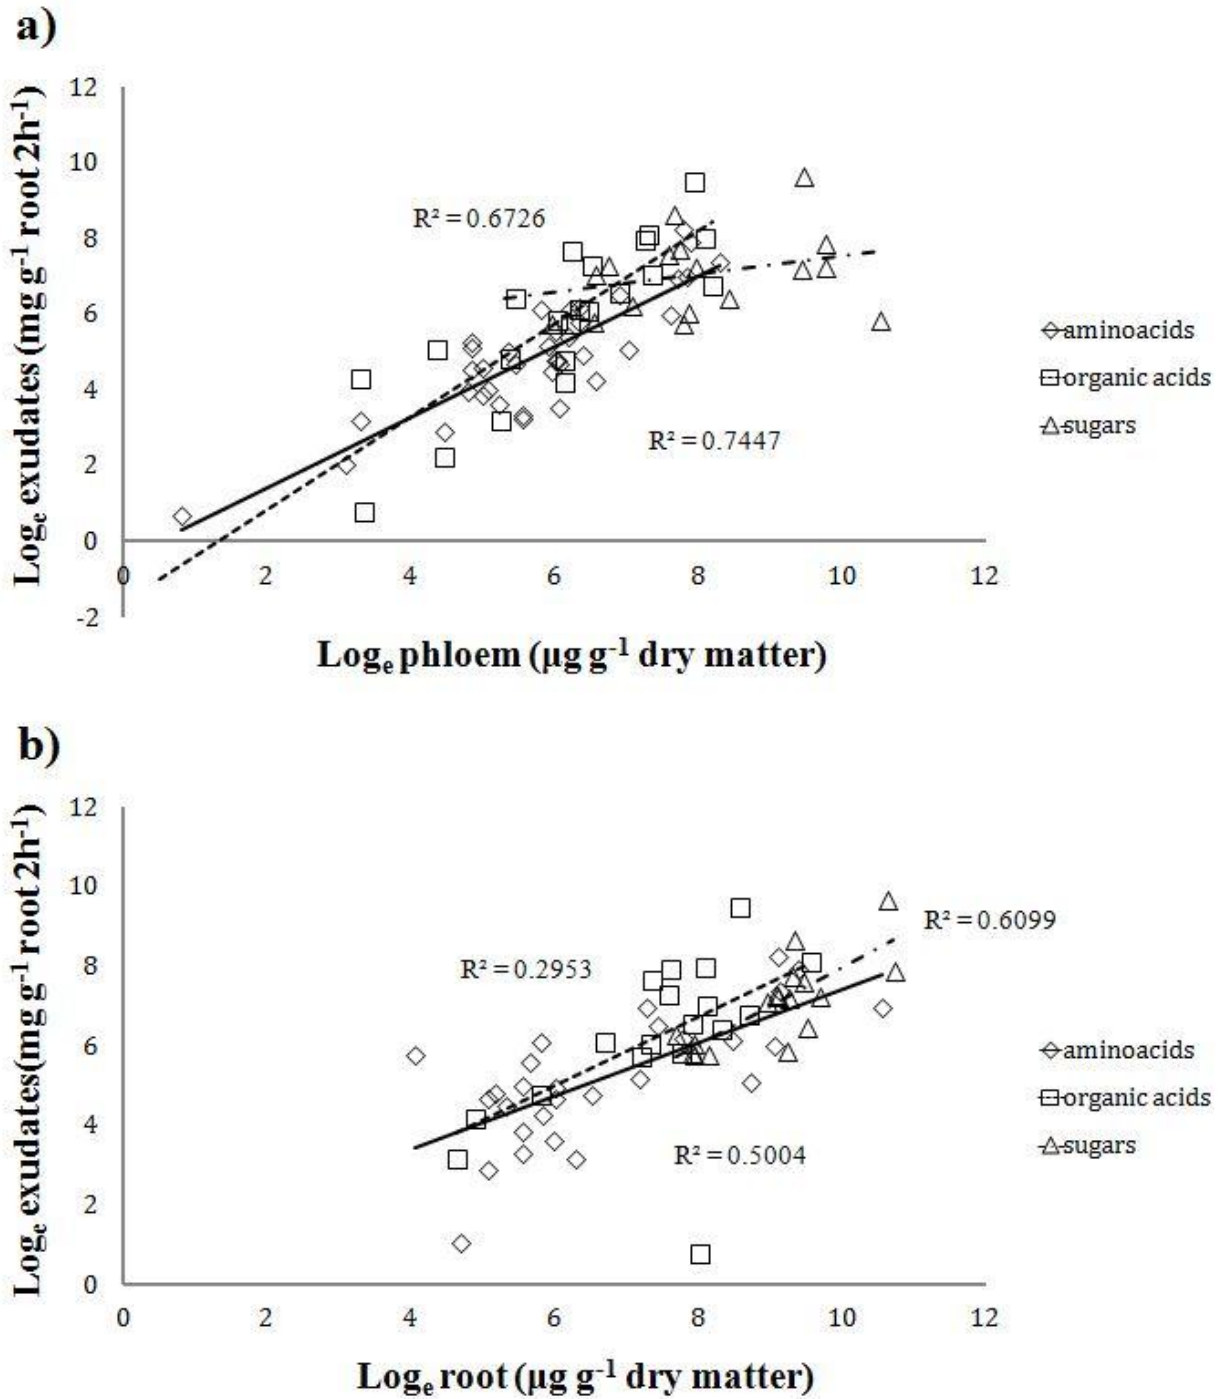 a)
Logₑ exudates (mg g⁻¹ root 2h⁻¹)
12
10
8
6
4
2
0
-2
R² = 0.6726
R² = 0.7447
0 2 4 6 8 10 12
Logₑ phloem (µg g⁻¹ dry matter)
aminoacids
organic acids
sugars
b)
Logₑ exudates(mg g⁻¹ root 2h⁻¹)
12
10
8
6
4
2
0
R² = 0.6099
R² = 0.2953
R² = 0.5004
0 2 4 6 8 10 12
Logₑ root (µg g⁻¹ dry matter)
aminoacids
organic acids
sugars